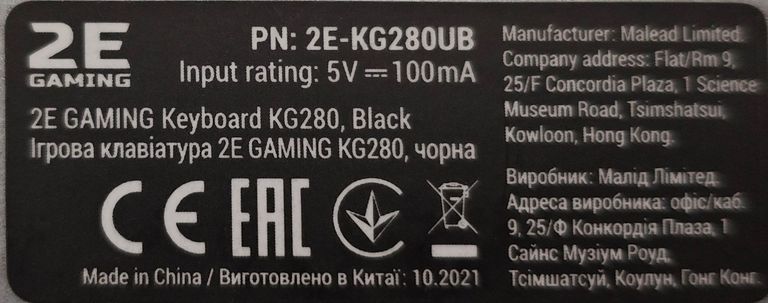 2E
GAMING
PN: 2E-KG280UB
Input rating: 5V ⎓ 100mA
2E GAMING Keyboard KG280, Black
Ігрова клавіатура 2E GAMING KG280, чорна
CE EAC
Made in China / Виготовлено в Китаї: 10.2021
Manufacturer: Malead Limited.
Company address: Flat/Rm 9,
25/F Concordia Plaza, 1 Science
Museum Road, Tsimshatsui,
Kowloon, Hong Kong.
Виробник: Малід Лімітед.
Адреса виробника: офіс/каб.
9, 25/Ф Конкордія Плаза, 1
Сайнс Музіум Роуд,
Тсімшатсуй, Коулун, Гонг Конг.